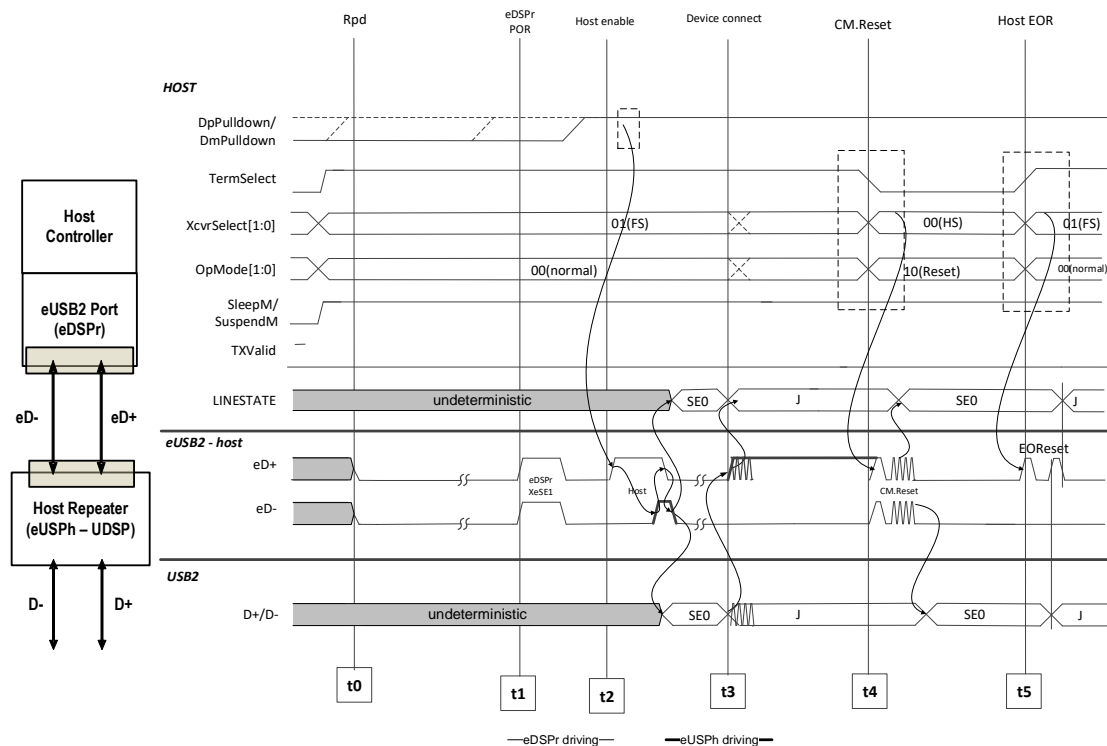 Rpd
eDSPr
POR
Host enable
Device connect
CM.Reset
Host EOR
HOST
DpPulldown/
DmPulldown
TermSelect
XcvrSelect[1:0]
01(FS)
00(HS)
01(FS)
OpMode[1:0]
00(normal)
10(Reset)
00(normal)
SleepM/
SuspendM
TXValid
LINESTATE
undeterministic
SE0
J
SE0
J
eUSB2 - host
eD+
eD-
eDSPr
XeSE1
Host
CM.Reset
EOReset
USB2
D+/D-
undeterministic
SE0
J
SE0
J
t0
t1
t2
t3
t4
t5
eDSPr driving
eUSPh driving
Host
Controller
eUSB2 Port
(eDSPr)
eD-
eD+
Host Repeater
(eUSPh – UDSP)
D-
D+